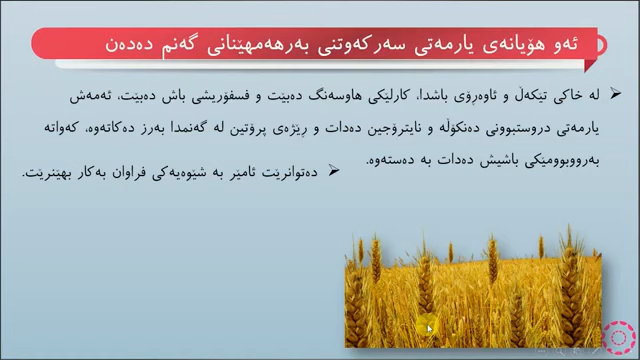 ئەو هۆیانەی یارمەتی سەرکەوتنی بەرهەمهێنانی گەنم دەدەن
لە خاکی تێکەڵ و ئاوەڕۆی باشدا، کارلێکی هاوسەنگ دەبێت و فسفۆریشی باش دەبێت، ئەمەش
یارمەتی دروستبوونی دەنکۆڵە و نایترۆجین دەدات و ڕێژەی پرۆتین لە گەنمدا بەرز دەکاتەوە، کەواتە
بەرووبوومێکی باشیش دەدات بە دەستەوە.
دەتوانرێت ئامێر بە شێوەیەکی فراوان بەکار بهێنرێت.